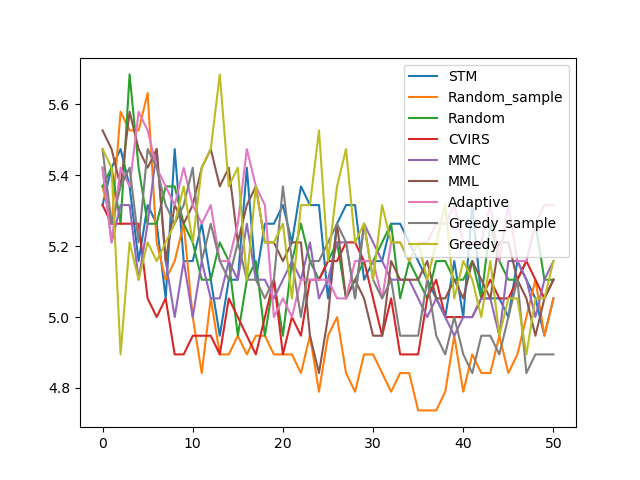 5.6
5.4
5.2
5.0
4.8
0
10
20
30
40
50
STM
Random_sample
Random
CVIRS
MMC
MML
Adaptive
Greedy_sample
Greedy